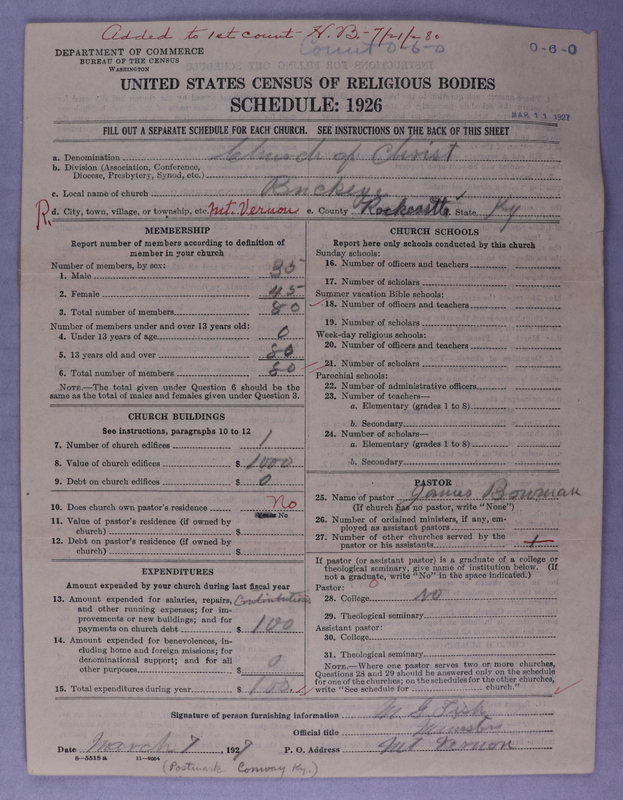 Added to 1st count - H.B. - 7/21/28
Count 0-6-0
0-6-0
DEPARTMENT OF COMMERCE
BUREAU OF THE CENSUS
WASHINGTON
UNITED STATES CENSUS OF RELIGIOUS BODIES
SCHEDULE: 1926
MAR 11 1927
FILL OUT A SEPARATE SCHEDULE FOR EACH CHURCH. SEE INSTRUCTIONS ON THE BACK OF THIS SHEET
a. Denomination Church of Christ
b. Division (Association, Conference, Diocese, Presbytery, Synod, etc.)
c. Local name of church Buckeye
R. d. City, town, village, or township, etc. Mt. Vernon e. County Rockcastle f. State Ky
MEMBERSHIP
Report number of members according to definition of member in your church
Number of members, by sex:
1. Male 35
2. Female 45
3. Total number of members 80
Number of members under and over 13 years old:
4. Under 13 years of age 0
5. 13 years old and over 80
6. Total number of members 80
NOTE.—The total given under Question 6 should be the same as the total of males and females given under Question 3.
CHURCH BUILDINGS
See instructions, paragraphs 10 to 12
7. Number of church edifices 1
8. Value of church edifices $ 1000
9. Debt on church edifices $ 0
10. Does church own pastor's residence No
Yes No
11. Value of pastor's residence (if owned by church) $
12. Debt on pastor's residence (if owned by church) $
EXPENDITURES
Amount expended by your church during last fiscal year
13. Amount expended for salaries, repairs, and other running expenses; for improvements or new buildings; and for payments on church debt $ 100
14. Amount expended for benevolences, including home and foreign missions; for denominational support; and for all other purposes $ 0
15. Total expenditures during year $ 100
CHURCH SCHOOLS
Report here only schools conducted by this church
Sunday schools:
16. Number of officers and teachers
17. Number of scholars
Summer vacation Bible schools:
18. Number of officers and teachers
19. Number of scholars
Week-day religious schools:
20. Number of officers and teachers
21. Number of scholars
Parochial schools:
22. Number of administrative officers
23. Number of teachers—
a. Elementary (grades 1 to 8)
b. Secondary
24. Number of scholars—
a. Elementary (grades 1 to 8)
b. Secondary
PASTOR
25. Name of pastor James Bowman
(If church has no pastor, write "None")
26. Number of ordained ministers, if any, employed as assistant pastors
27. Number of other churches served by the pastor or his assistants 1
If pastor (or assistant pastor) is a graduate of a college or theological seminary, give name of institution below. (If not a graduate, write "No" in the space indicated.)
Pastor:
28. College No
29. Theological seminary
Assistant pastor:
30. College
31. Theological seminary
NOTE.—Where one pastor serves two or more churches, Questions 28 and 29 should be answered only on the schedule for one of the churches; on the schedules for the other churches, write "See schedule for church."
Signature of person furnishing information M. G. Fish
Official title Minister
Date March 7, 1927 P. O. Address Mt Vernon
8—5518 a 11—9064
(Postmark Conway Ky.)